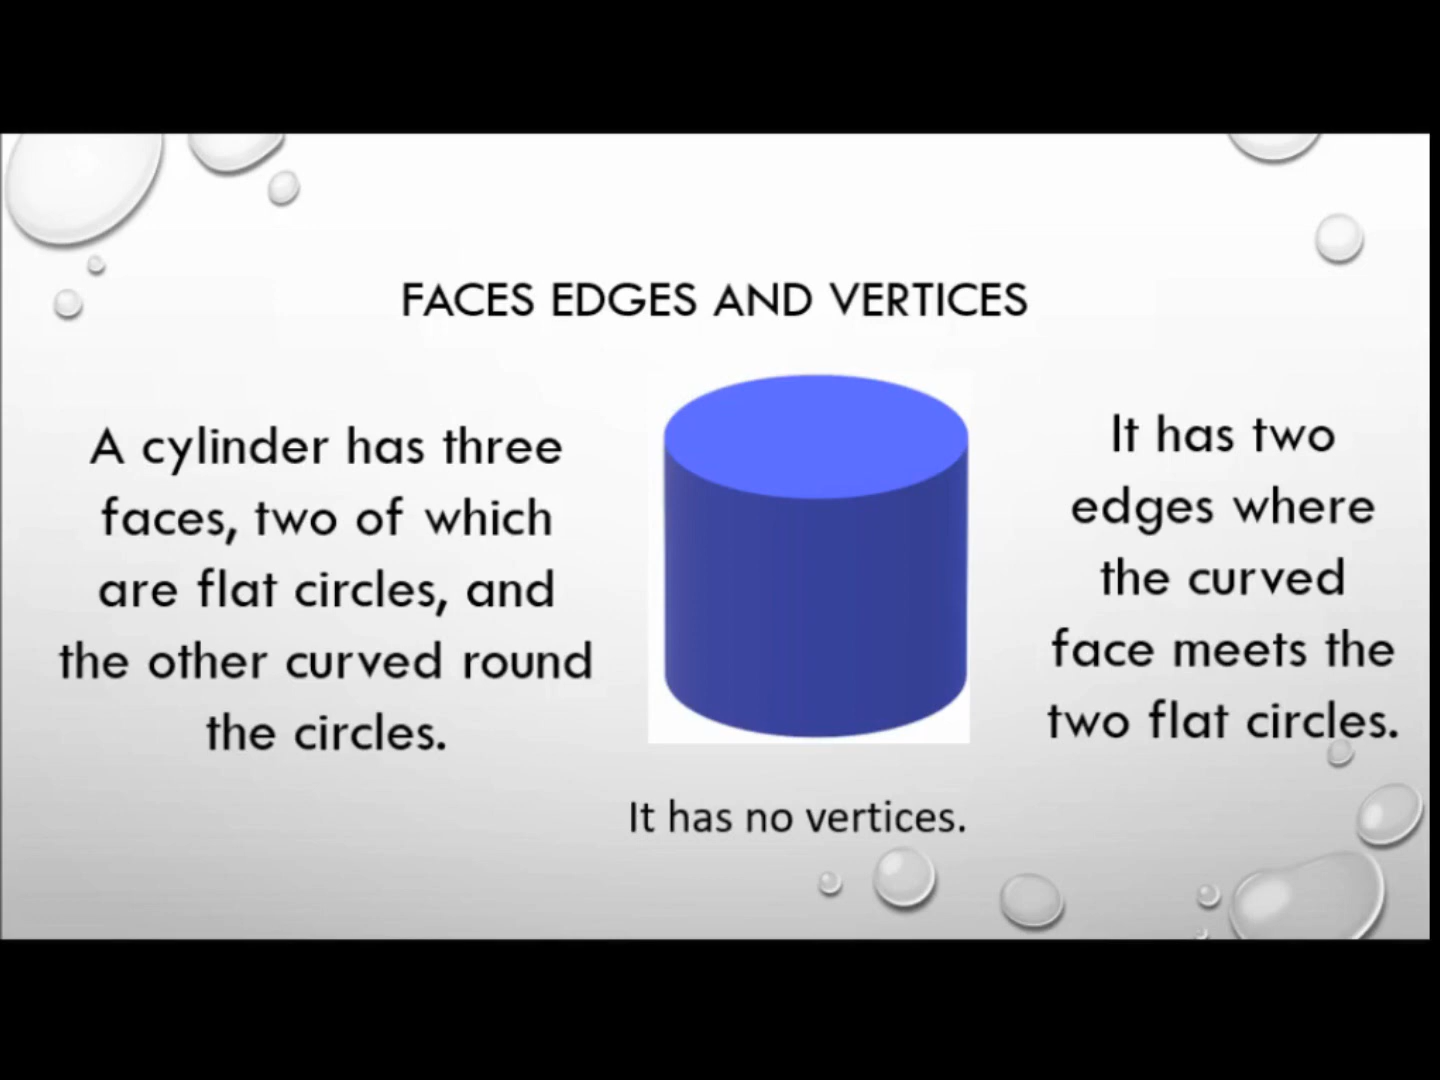 FACES EDGES AND VERTICES
A cylinder has three
faces, two of which
are flat circles, and
the other curved round
the circles.
It has two
edges where
the curved
face meets the
two flat circles.
It has no vertices.